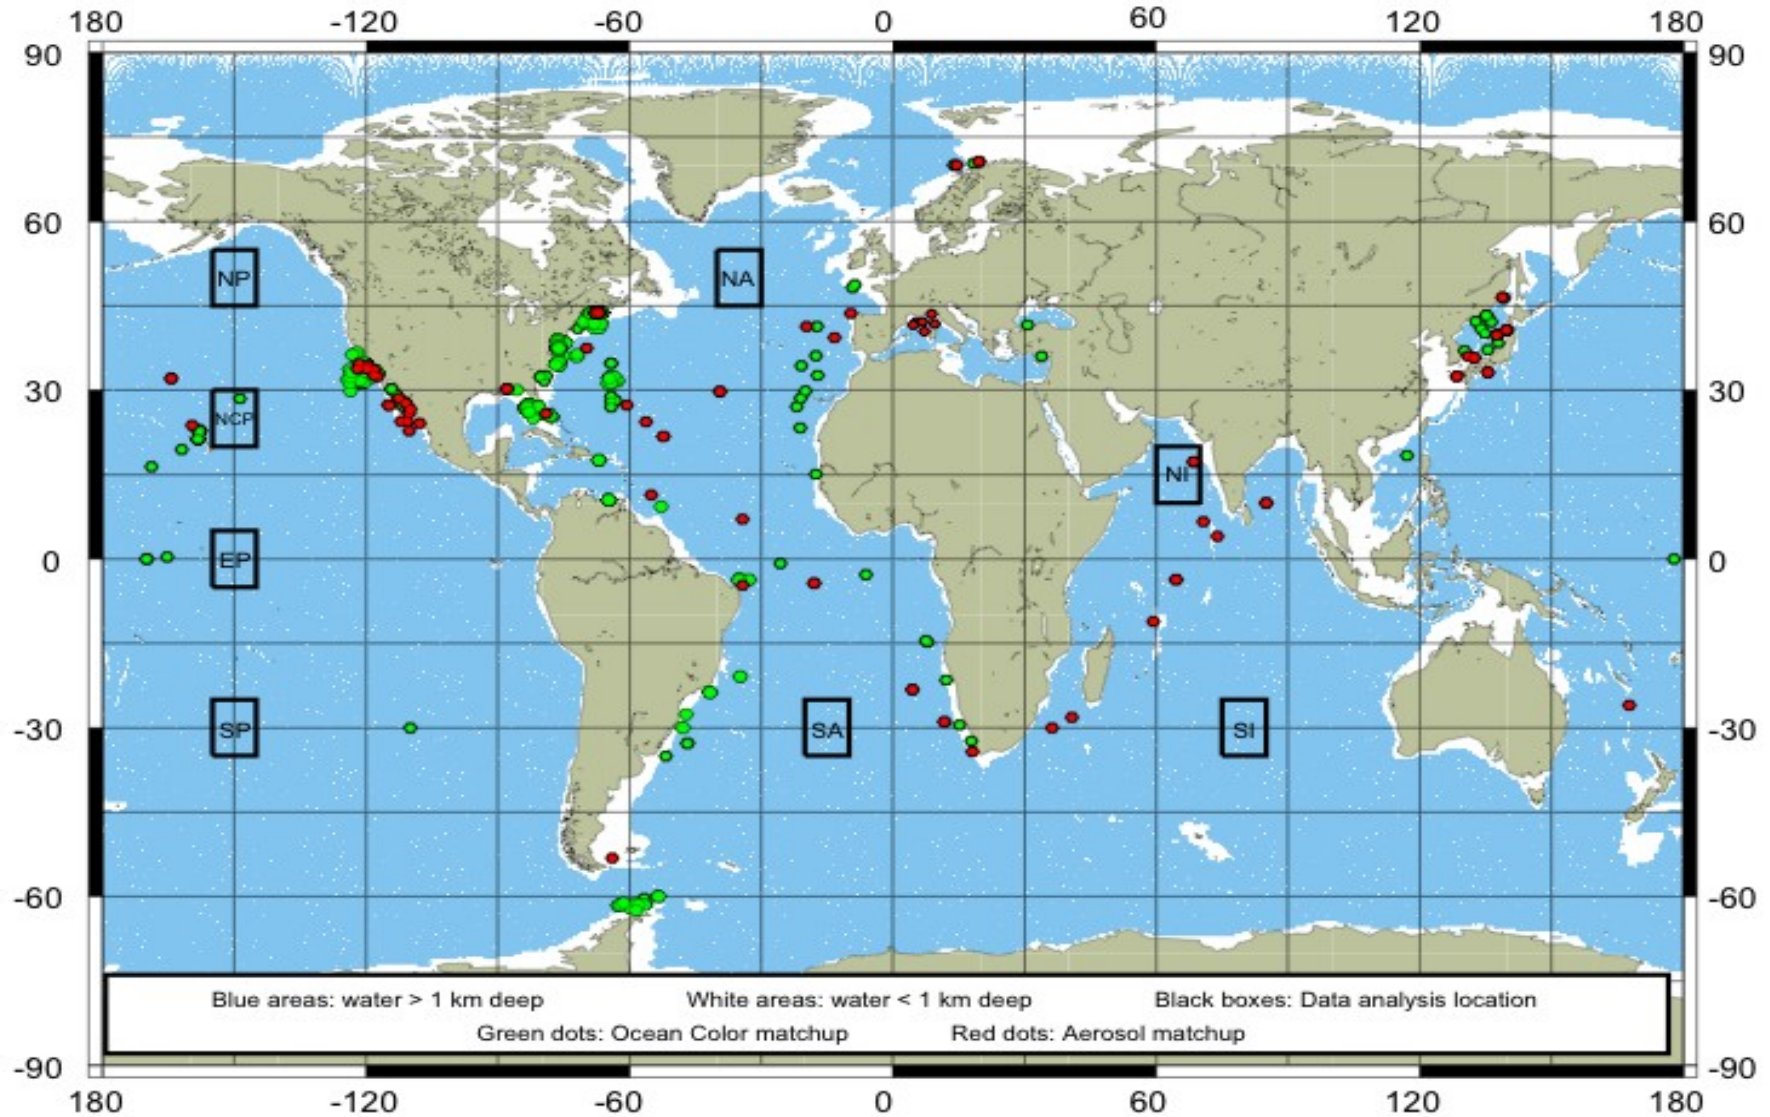 180 -120 -60 0 60 120 180
90 90
60 60
NP NA
30 30
NCP
NI
0 EP 0
-30 SP SA SI -30
-60 -60
Blue areas: water > 1 km deep White areas: water < 1 km deep Black boxes: Data analysis location
Green dots: Ocean Color matchup Red dots: Aerosol matchup
-90 -90
180 -120 -60 0 60 120 180